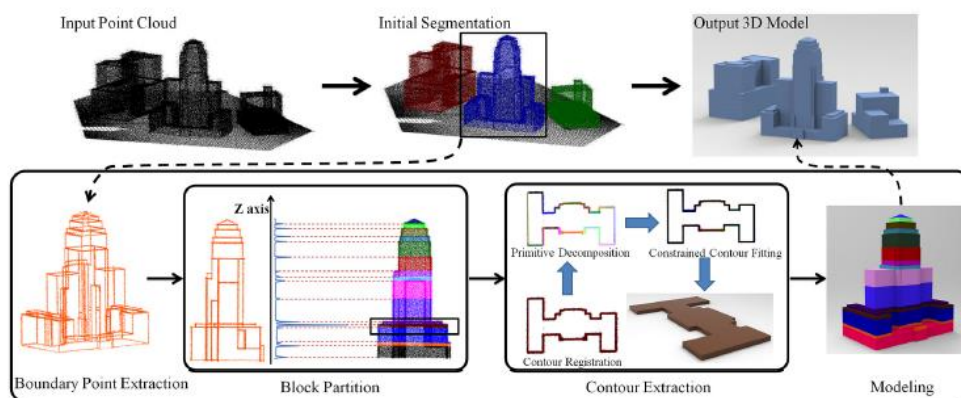 Input Point Cloud
Initial Segmentation
Output 3D Model
Z axis
Primitive Decomposition
Constrained Contour Fitting
Contour Registration
Boundary Point Extraction
Block Partition
Contour Extraction
Modeling